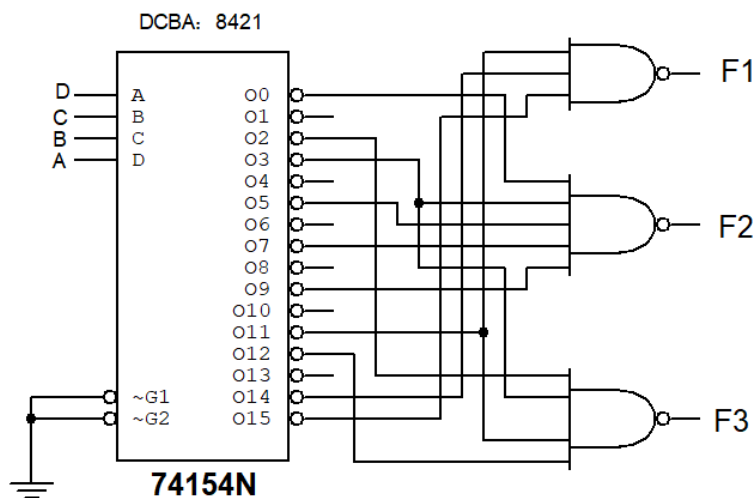 DCBA: 8421
D A O0 F1
C B O1
B C O2
A D O3
O4
O5
O6 F2
O7
O8
O9
O10
O11
O12
O13
~G1 O14
~G2 O15 F3
74154N